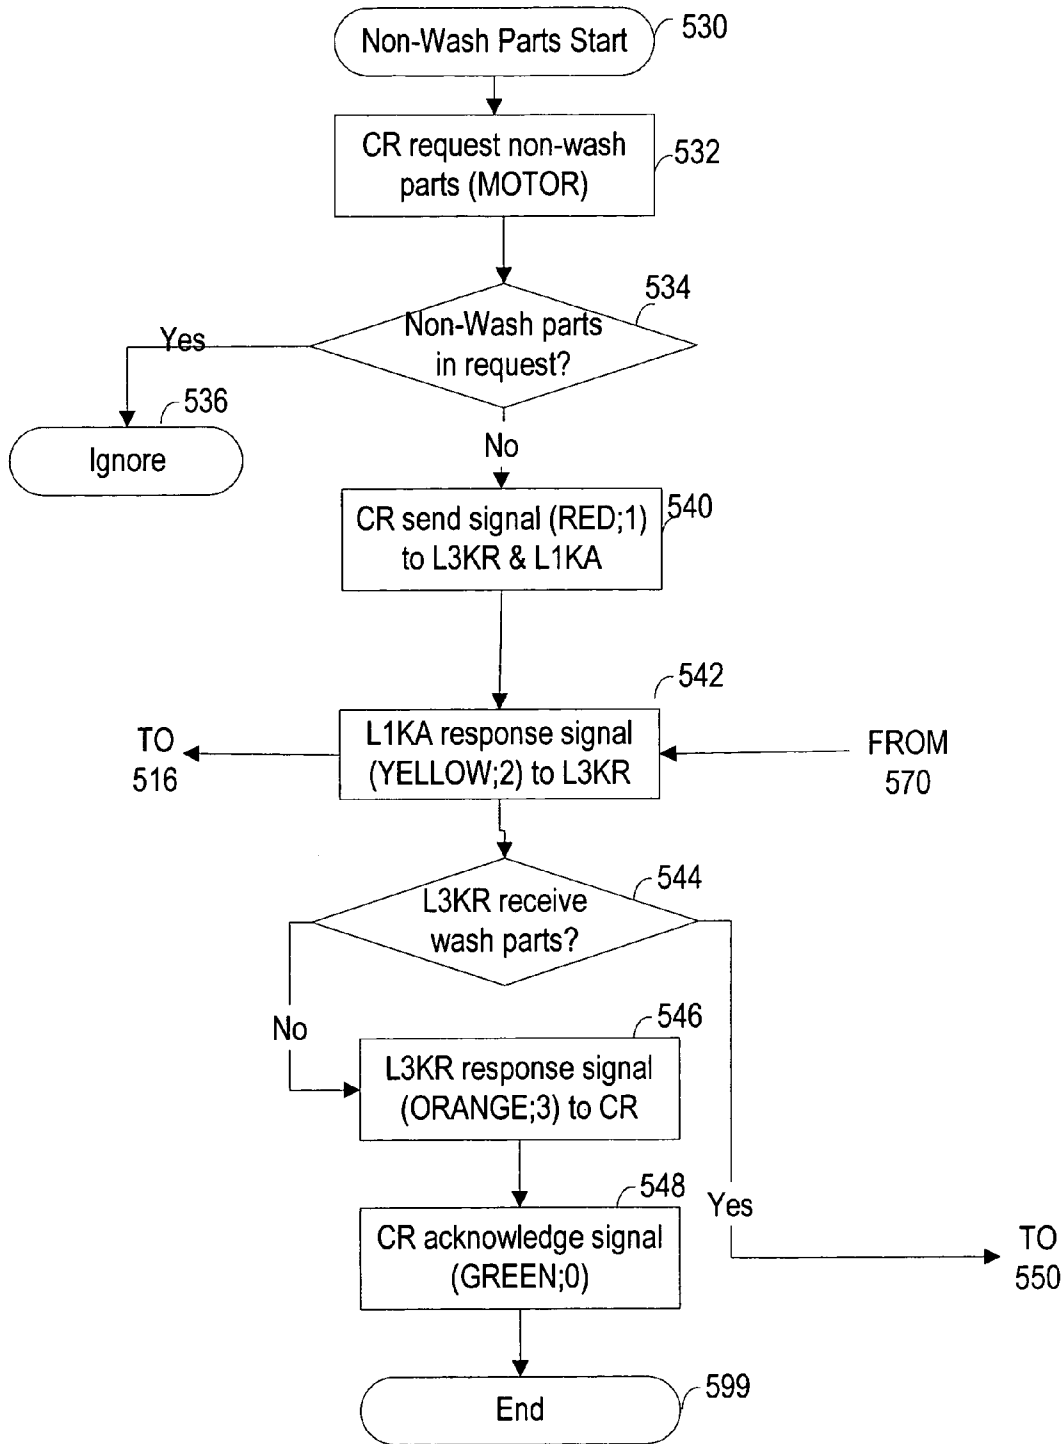 Non-Wash Parts Start
530
CR request non-wash
parts (MOTOR)
532
534
Non-Wash parts
in request?
Yes
536
Ignore
No
CR send signal (RED;1)
to L3KR & L1KA
540
542
TO
516
L1KA response signal
(YELLOW;2) to L3KR
FROM
570
544
L3KR receive
wash parts?
No
546
L3KR response signal
(ORANGE;3) to CR
548
Yes
CR acknowledge signal
(GREEN;0)
TO
550
End
599